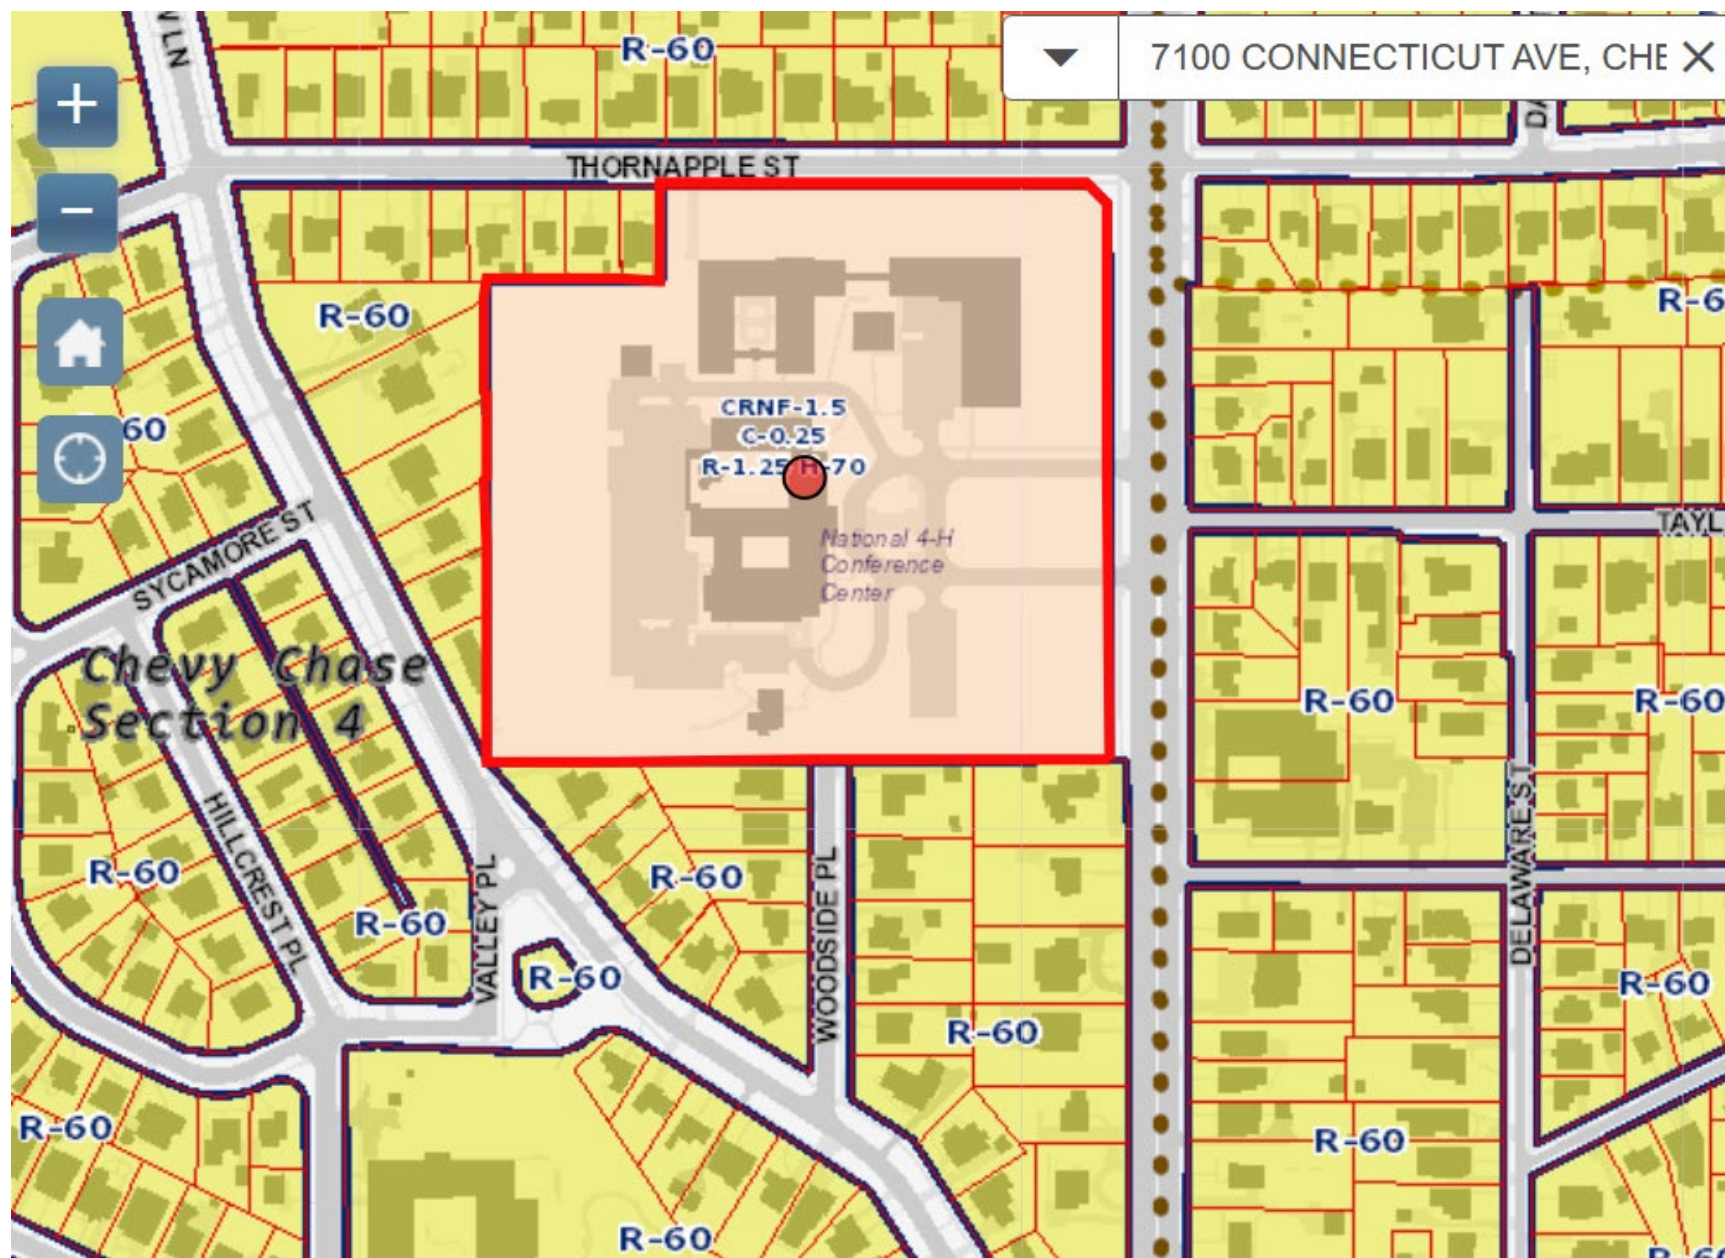 W LN
R-60
7100 CONNECTICUT AVE, CHE
THORNAPPLE ST
R-60
R-6
60
CRNF-1.5
C-0.25
R-1.25 H-70
SYCAMORE ST
TAYL
National 4-H
Conference
Center
Chevy Chase
Section 4
R-60
R-60
HILLCREST PL
R-60
R-60
VALLEY PL
R-60
R-60
WOODSIDE PL
DELAWARE ST
R-60
R-60
R-60
R-60
R-60
R-60